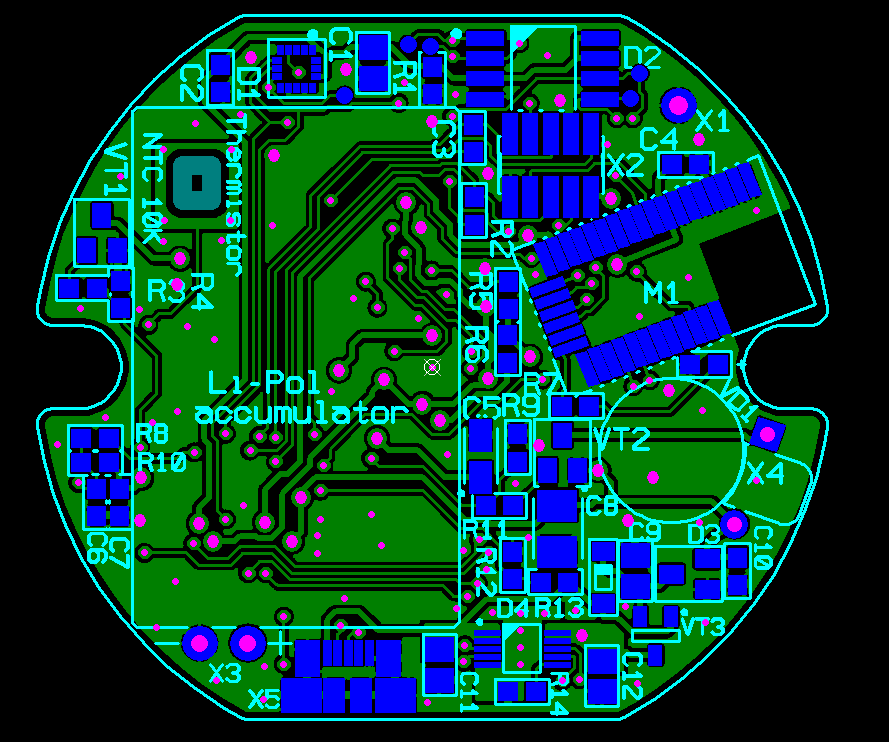 C2
D1
C1
R1
D2
X1
C4
C3
X2
Thermistor
NTC 10K
VT1
R2
R3
R4
R5
M1
R6
Li-Pol
accumulator
R7
VD1
C5
R9
VT2
R8
R10
X4
C8
R11
C9
D3
C10
C6
C7
R12
D4
R13
VT3
X3
X5
C11
R14
C12